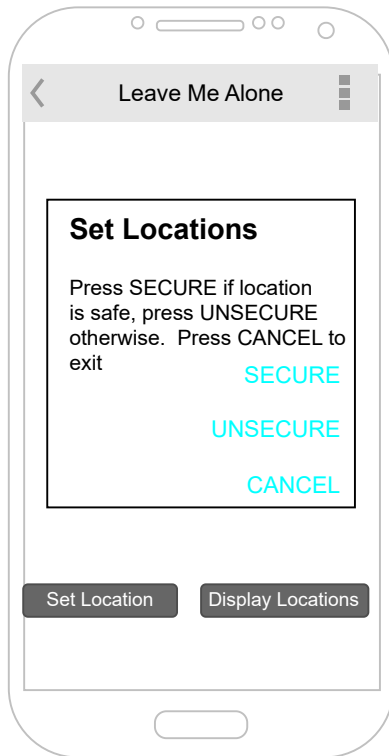 Leave Me Alone
Set Locations
Press SECURE if location
is safe, press UNSECURE
otherwise.  Press CANCEL to
exit
SECURE
UNSECURE
CANCEL
Set Location
Display Locations